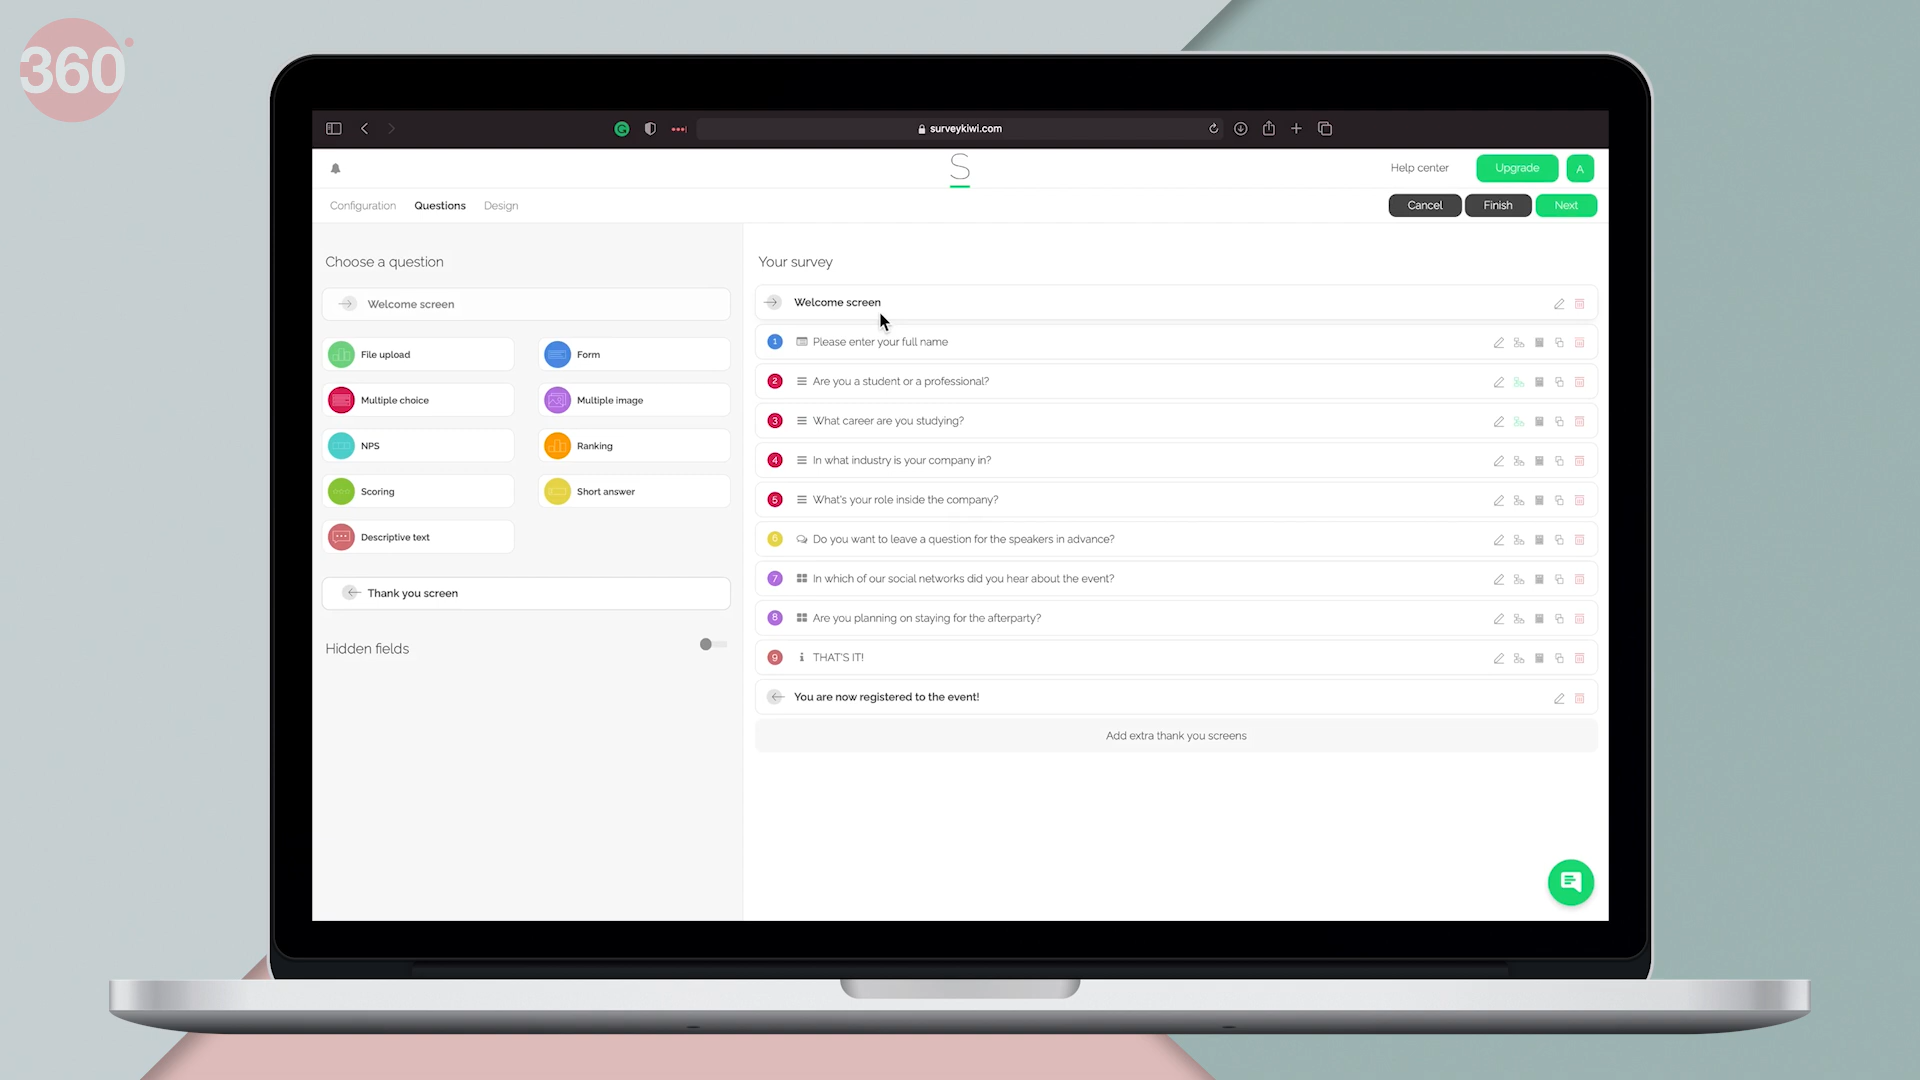 360°
surveykiwi.com
S
Help center
Upgrade
A
Configuration
Questions
Design
Cancel
Finish
Next
Choose a question
Welcome screen
File upload
Form
Multiple choice
Multiple image
NPS
Ranking
Scoring
Short answer
Descriptive text
Thank you screen
Hidden fields
Your survey
Welcome screen
1 Please enter your full name
2 Are you a student or a professional?
3 What career are you studying?
4 In what industry is your company in?
5 What's your role inside the company?
6 Do you want to leave a question for the speakers in advance?
7 In which of our social networks did you hear about the event?
8 Are you planning on staying for the afterparty?
9 THAT'S IT!
You are now registered to the event!
Add extra thank you screens